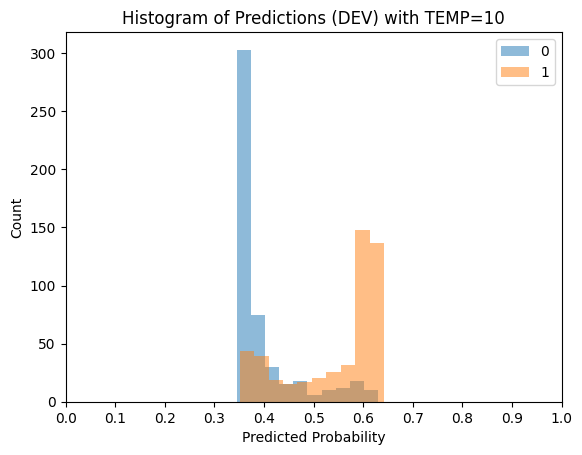 Histogram of Predictions (DEV) with TEMP=10
300
250
200
150
100
50
0
Count
0
1
0.0 0.1 0.2 0.3 0.4 0.5 0.6 0.7 0.8 0.9 1.0
Predicted Probability